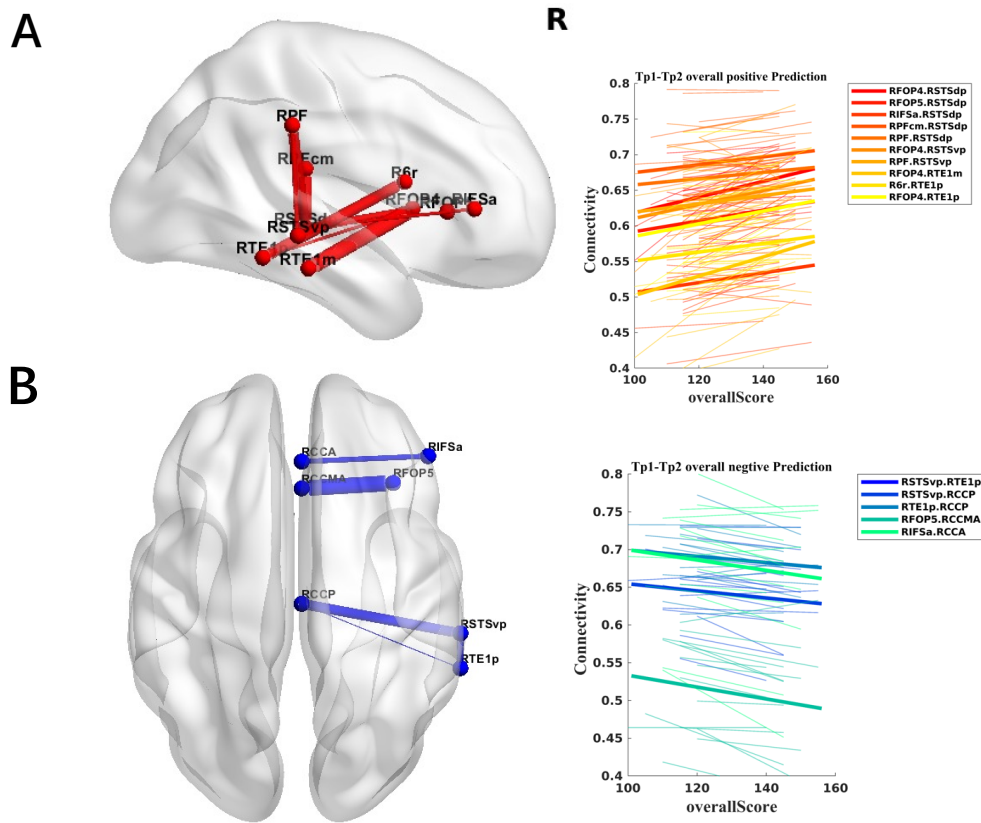 A
R
RPF
RPFcm
R6r
RIFSa
RSTSvp
RTE1m
Tp1-Tp2 overall positive Prediction
0.8
0.75
0.7
0.65
0.6
0.55
0.5
0.45
0.4
Connectivity
100
120
140
160
overallScore
RFOP4.RSTSdp
RFOP5.RSTSdp
RIFSa.RSTSdp
RPFcm.RSTSdp
RPF.RSTSdp
RFOP4.RSTSvp
RPF.RSTSvp
RFOP4.RTE1m
R6r.RTE1p
RFOP4.RTE1p
B
RCCA
RIFSa
RCCMA
RFOP5
RCCP
RSTSvp
RTE1p
Tp1-Tp2 overall negtive Prediction
0.8
0.75
0.7
0.65
0.6
0.55
0.5
0.45
0.4
Connectivity
100
120
140
160
overallScore
RSTSvp.RTE1p
RSTSvp.RCCP
RTE1p.RCCP
RFOP5.RCCMA
RIFSa.RCCA